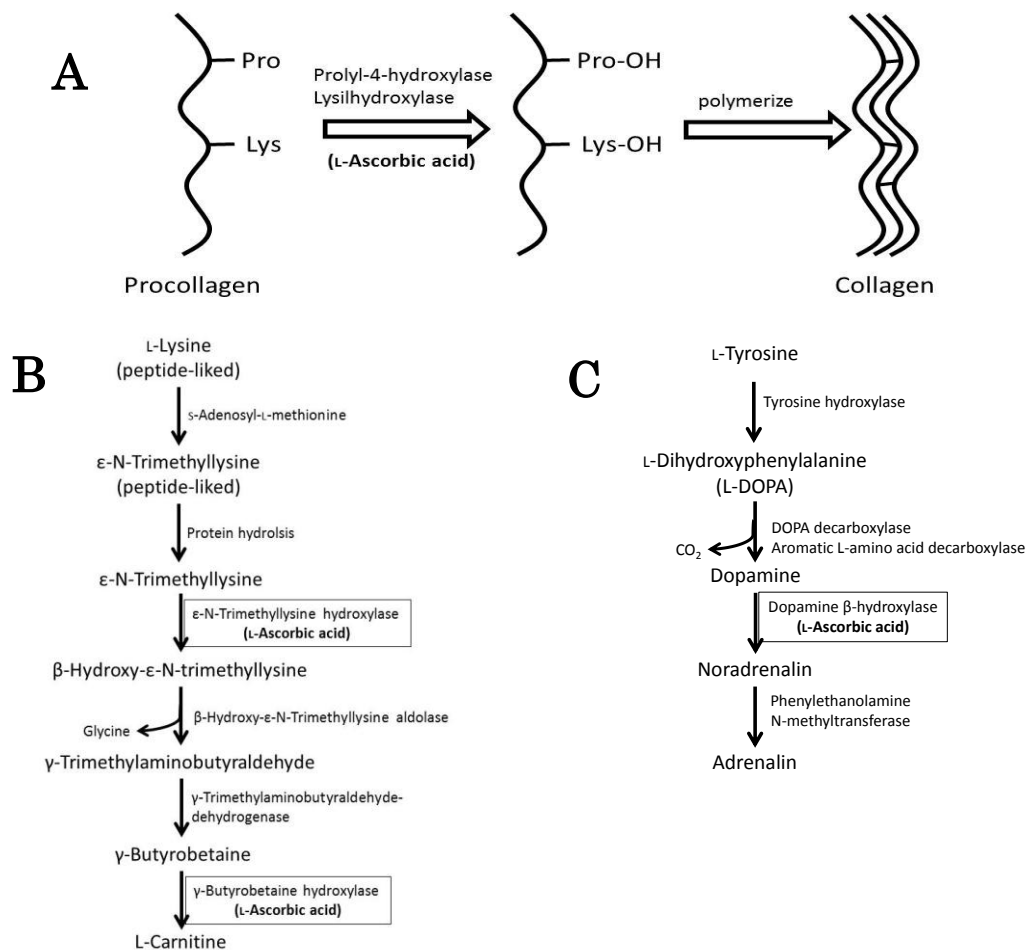 A
Pro
Lys
Procollagen
Prolyl-4-hydroxylase
Lysilhydroxylase
(L-Ascorbic acid)
Pro-OH
Lys-OH
polymerize
Collagen
B
L-Lysine
(peptide-liked)
S-Adenosyl-L-methionine
ε-N-Trimethyllysine
(peptide-liked)
Protein hydrolsis
ε-N-Trimethyllysine
ε-N-Trimethyllysine hydroxylase
(L-Ascorbic acid)
β-Hydroxy-ε-N-trimethyllysine
Glycine
β-Hydroxy-ε-N-Trimethyllysine aldolase
γ-Trimethylaminobutyraldehyde
γ-Trimethylaminobutyraldehyde-
dehydrogenase
γ-Butyrobetaine
γ-Butyrobetaine hydroxylase
(L-Ascorbic acid)
L-Carnitine
C
L-Tyrosine
Tyrosine hydroxylase
L-Dihydroxyphenylalanine
(L-DOPA)
CO2
DOPA decarboxylase
Aromatic L-amino acid decarboxylase
Dopamine
Dopamine β-hydroxylase
(L-Ascorbic acid)
Noradrenalin
Phenylethanolamine
N-methyltransferase
Adrenalin